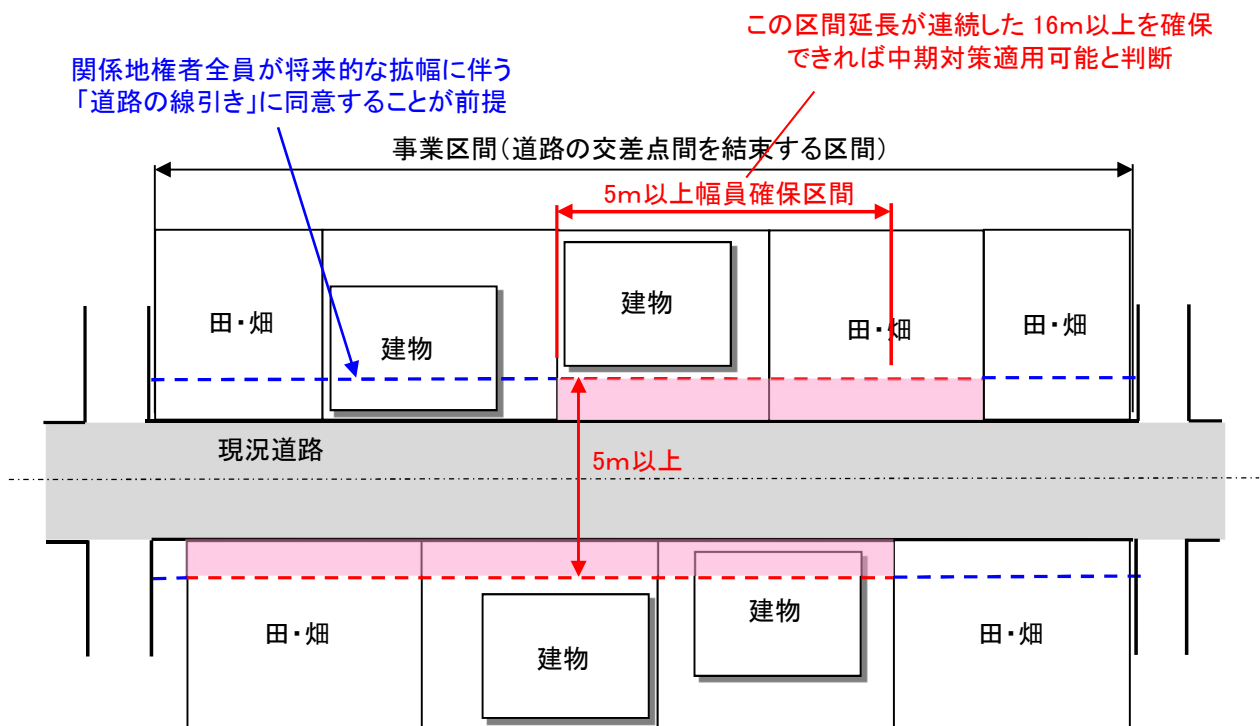 この区間延長が連続した 16m以上を確保
できれば中期対策適用可能と判断
関係地権者全員が将来的な拡幅に伴う
「道路の線引き」に同意することが前提
事業区間（道路の交差点間を結束する区間）
5m以上幅員確保区間
田・畑
建物
建物
田・畑
田・畑
現況道路
5m以上
田・畑
建物
建物
田・畑